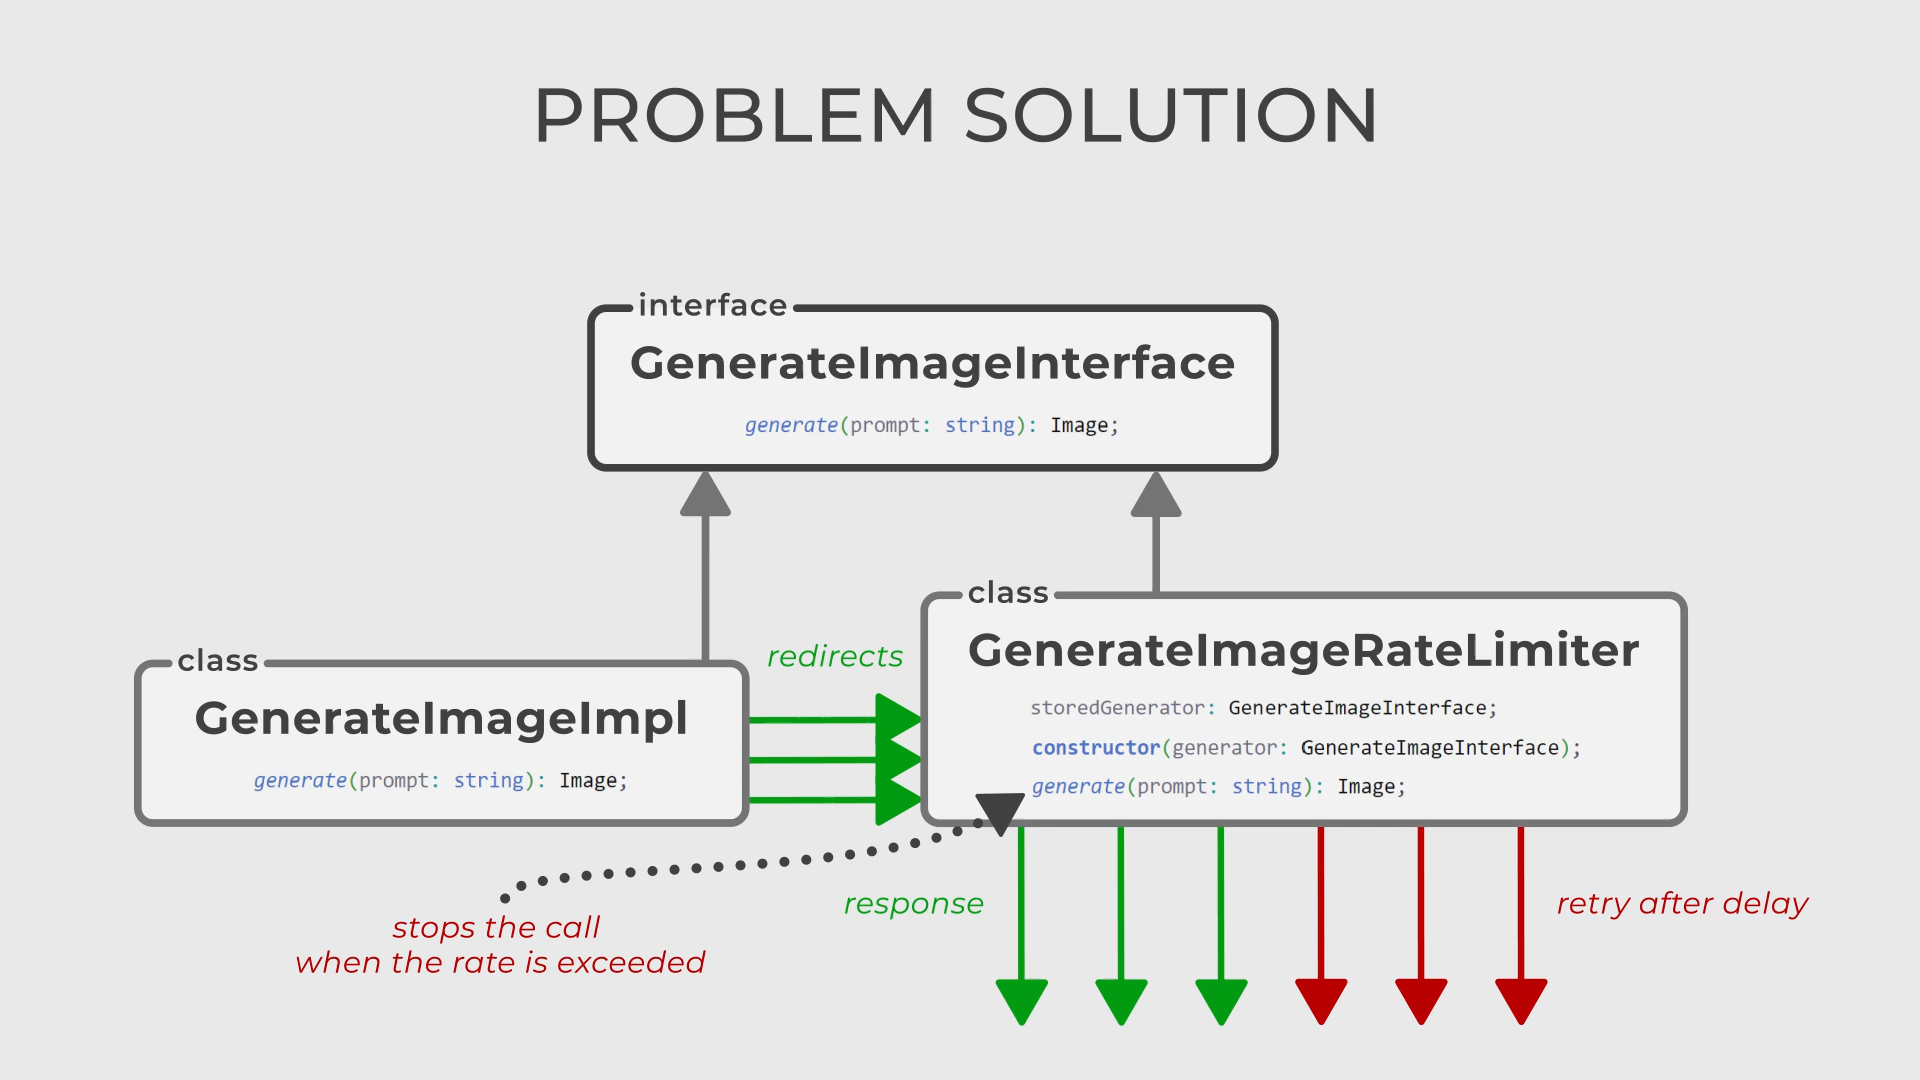 PROBLEM SOLUTION
interface
GenerateImageInterface
generate(prompt: string): Image;
class
GenerateImageImpl
generate(prompt: string): Image;
redirects
class
GenerateImageRateLimiter
storedGenerator: GenerateImageInterface;
constructor(generator: GenerateImageInterface);
generate(prompt: string): Image;
stops the call
when the rate is exceeded
response
retry after delay